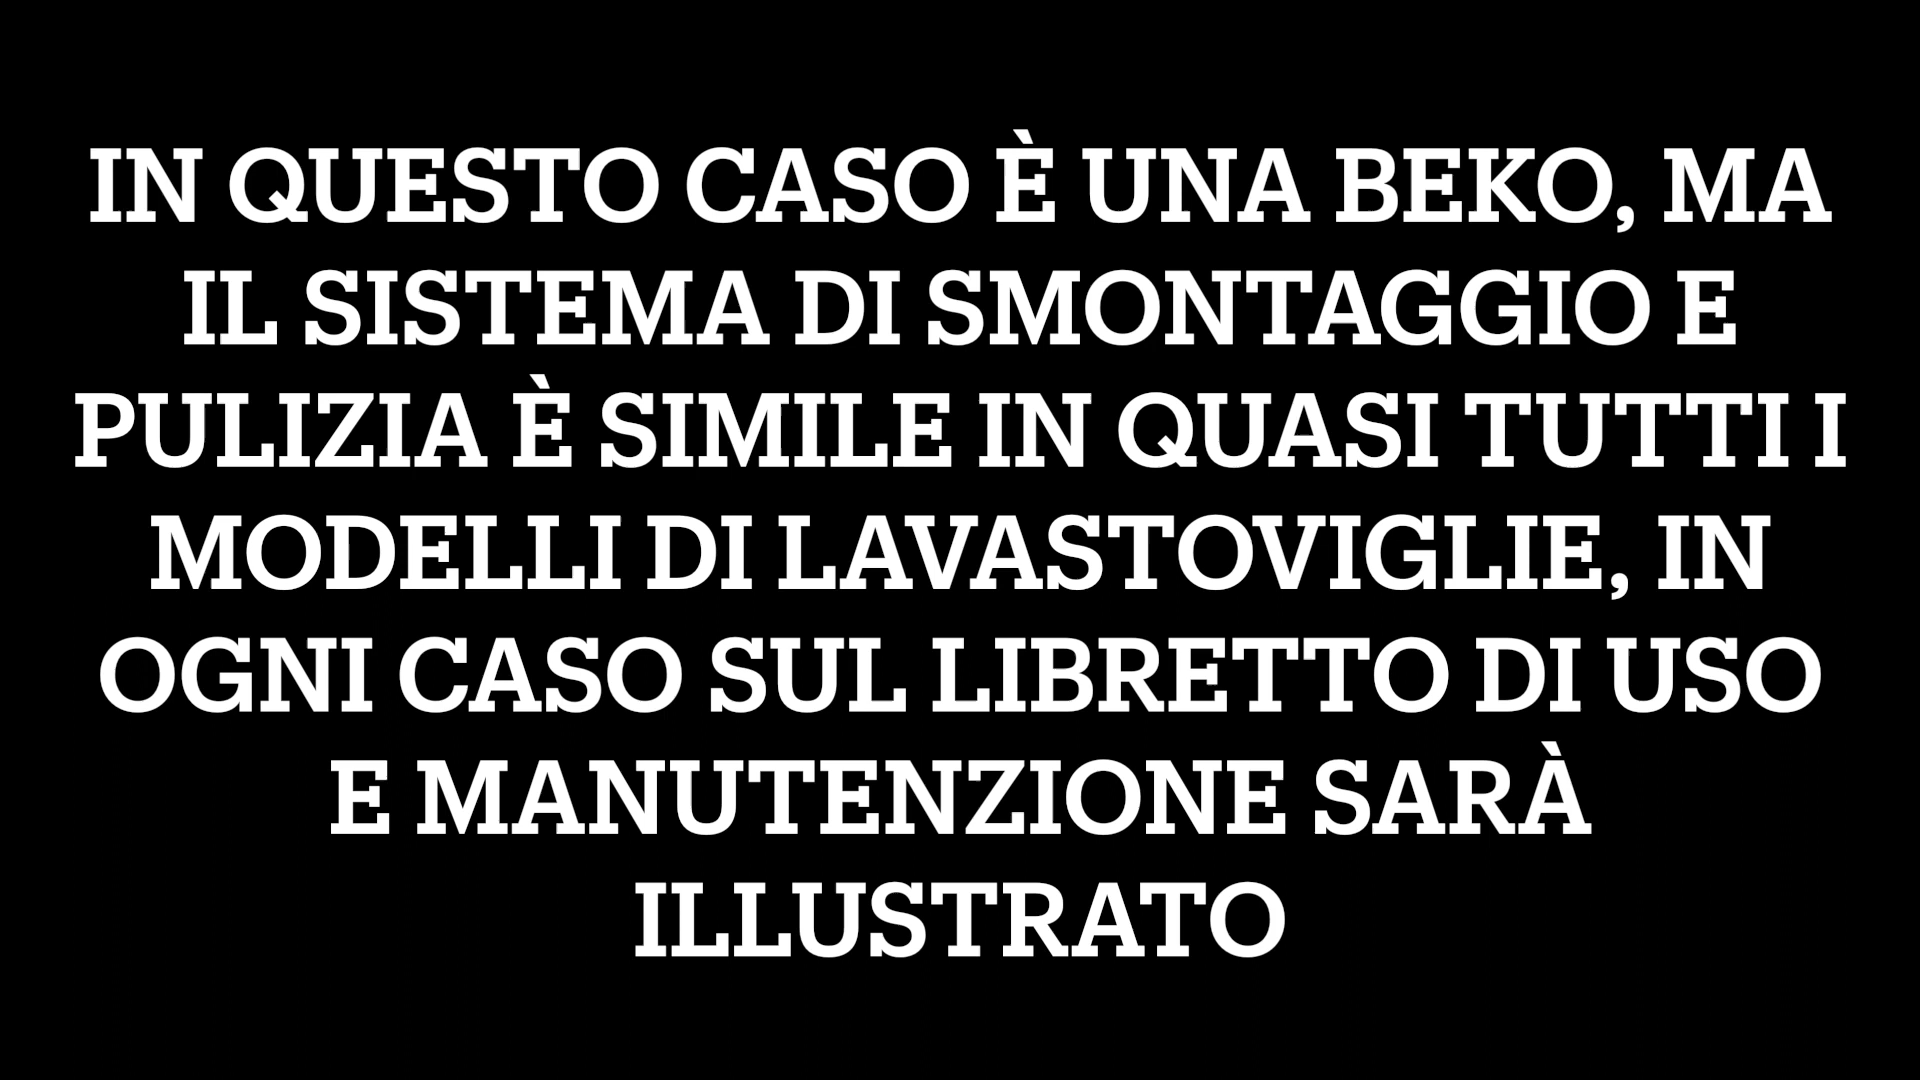 IN QUESTO CASO È UNA BEKO, MA
IL SISTEMA DI SMONTAGGIO E
PULIZIA È SIMILE IN QUASI TUTTI I
MODELLI DI LAVASTOVIGLIE, IN
OGNI CASO SUL LIBRETTO DI USO
E MANUTENZIONE SARÀ
ILLUSTRATO